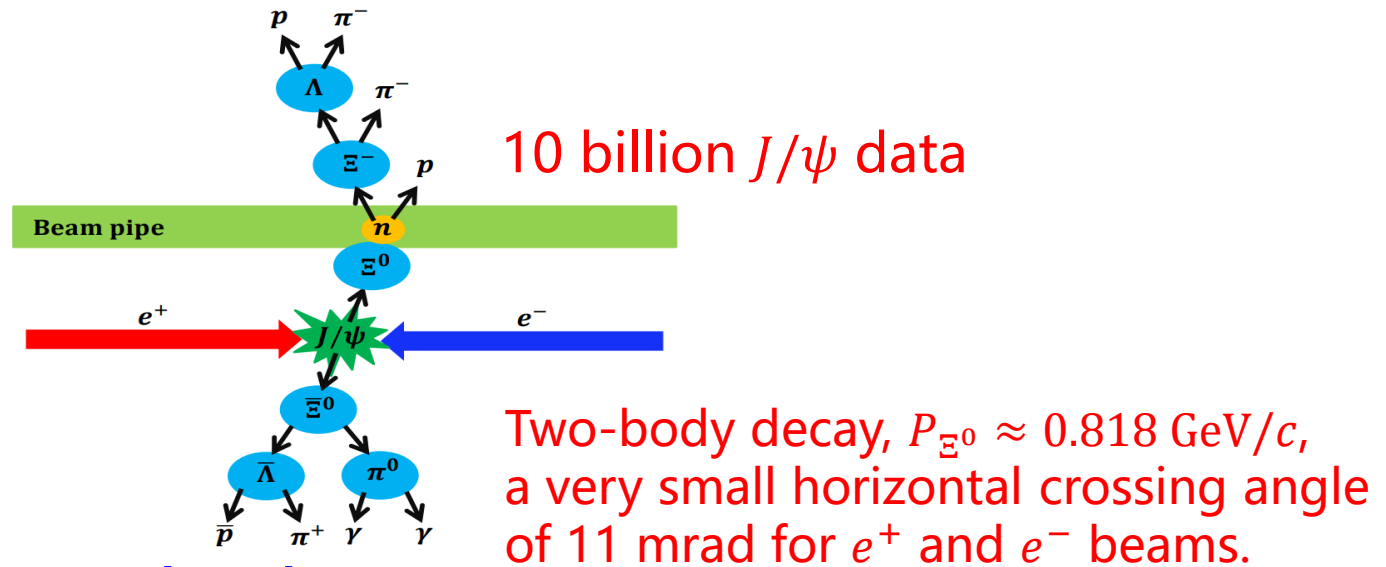 p π⁻
Λ π⁻
Ξ⁻ p
10 billion J/ψ data
Beam pipe n
Ξ⁰
e⁺ e⁻
J/ψ
Ξ̅⁰
Λ̅ π⁰
p̅ π⁺ γ γ
Two-body decay, P_Ξ⁰ ≈ 0.818 GeV/c,
a very small horizontal crossing angle
of 11 mrad for e⁺ and e⁻ beams.